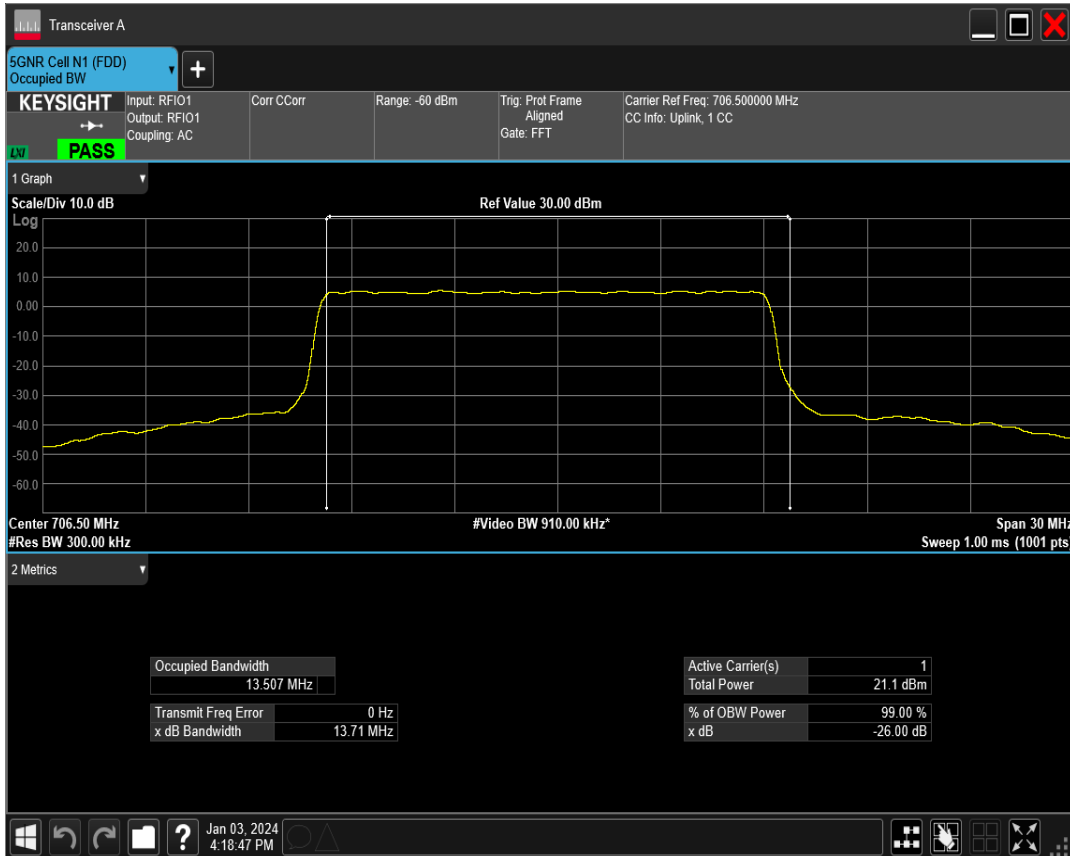 Transceiver A
5GNR Cell N1 (FDD)
Occupied BW
+
KEYSIGHT
LXI
PASS
Input: RFIO1
Output: RFIO1
Coupling: AC
Corr CCorr
Range: -60 dBm
Trig: Prot Frame
Aligned
Gate: FFT
Carrier Ref Freq: 706.500000 MHz
CC Info: Uplink, 1 CC
1 Graph
Scale/Div 10.0 dB
Ref Value 30.00 dBm
Log
20.0
10.0
0.00
-10.0
-20.0
-30.0
-40.0
-50.0
-60.0
Center 706.50 MHz
#Video BW 910.00 kHz*
Span 30 MHz
#Res BW 300.00 kHz
Sweep 1.00 ms (1001 pts)
2 Metrics
Occupied Bandwidth
13.507 MHz
Transmit Freq Error 0 Hz
x dB Bandwidth 13.71 MHz
Active Carrier(s) 1
Total Power 21.1 dBm
% of OBW Power 99.00 %
x dB -26.00 dB
?
Jan 03, 2024
4:18:47 PM